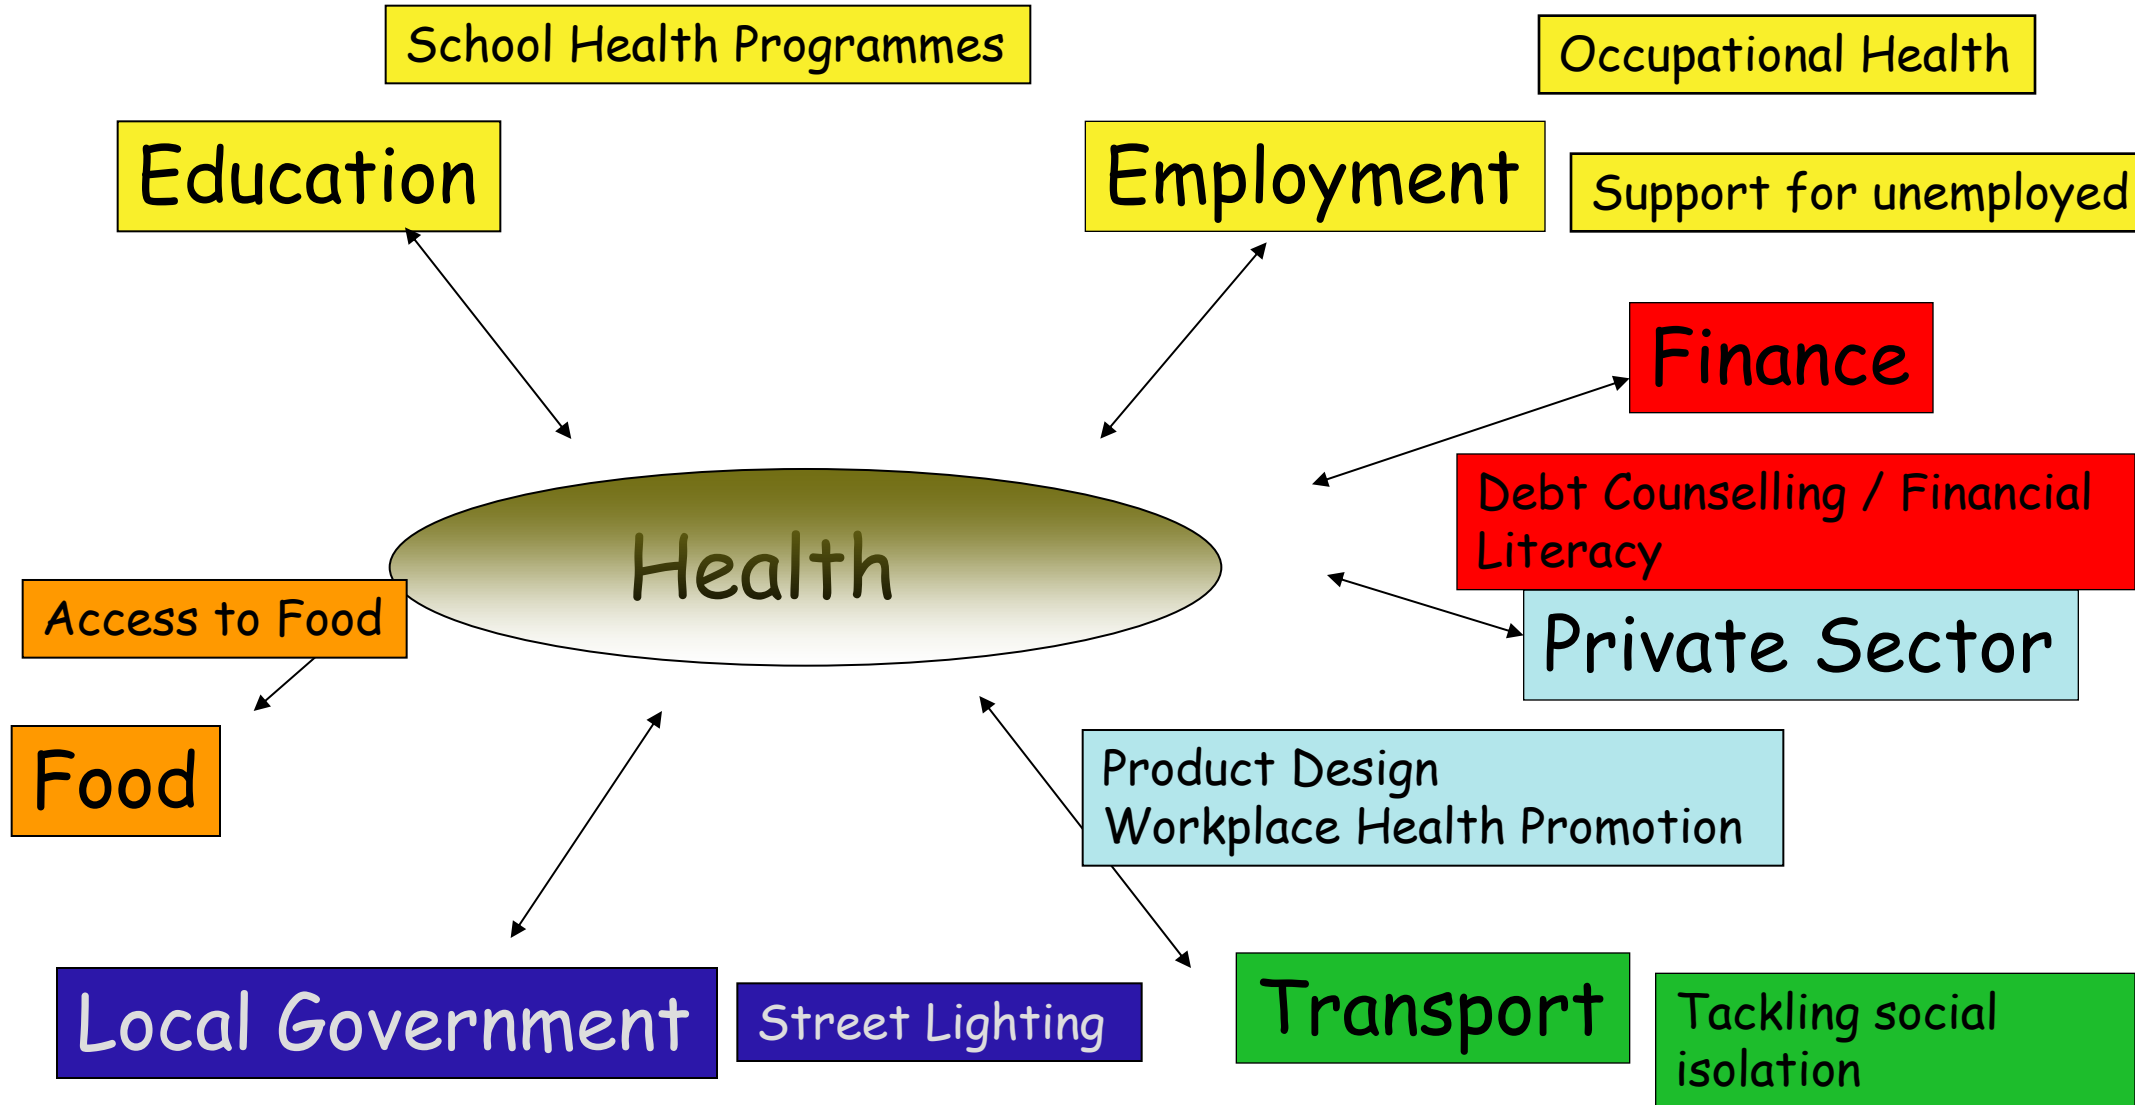 School Health Programmes
Occupational Health
Education
Employment
Support for unemployed
Finance
Debt Counselling / Financial
Literacy
Health
Access to Food
Private Sector
Food
Product Design
Workplace Health Promotion
Local Government
Street Lighting
Transport
Tackling social
isolation